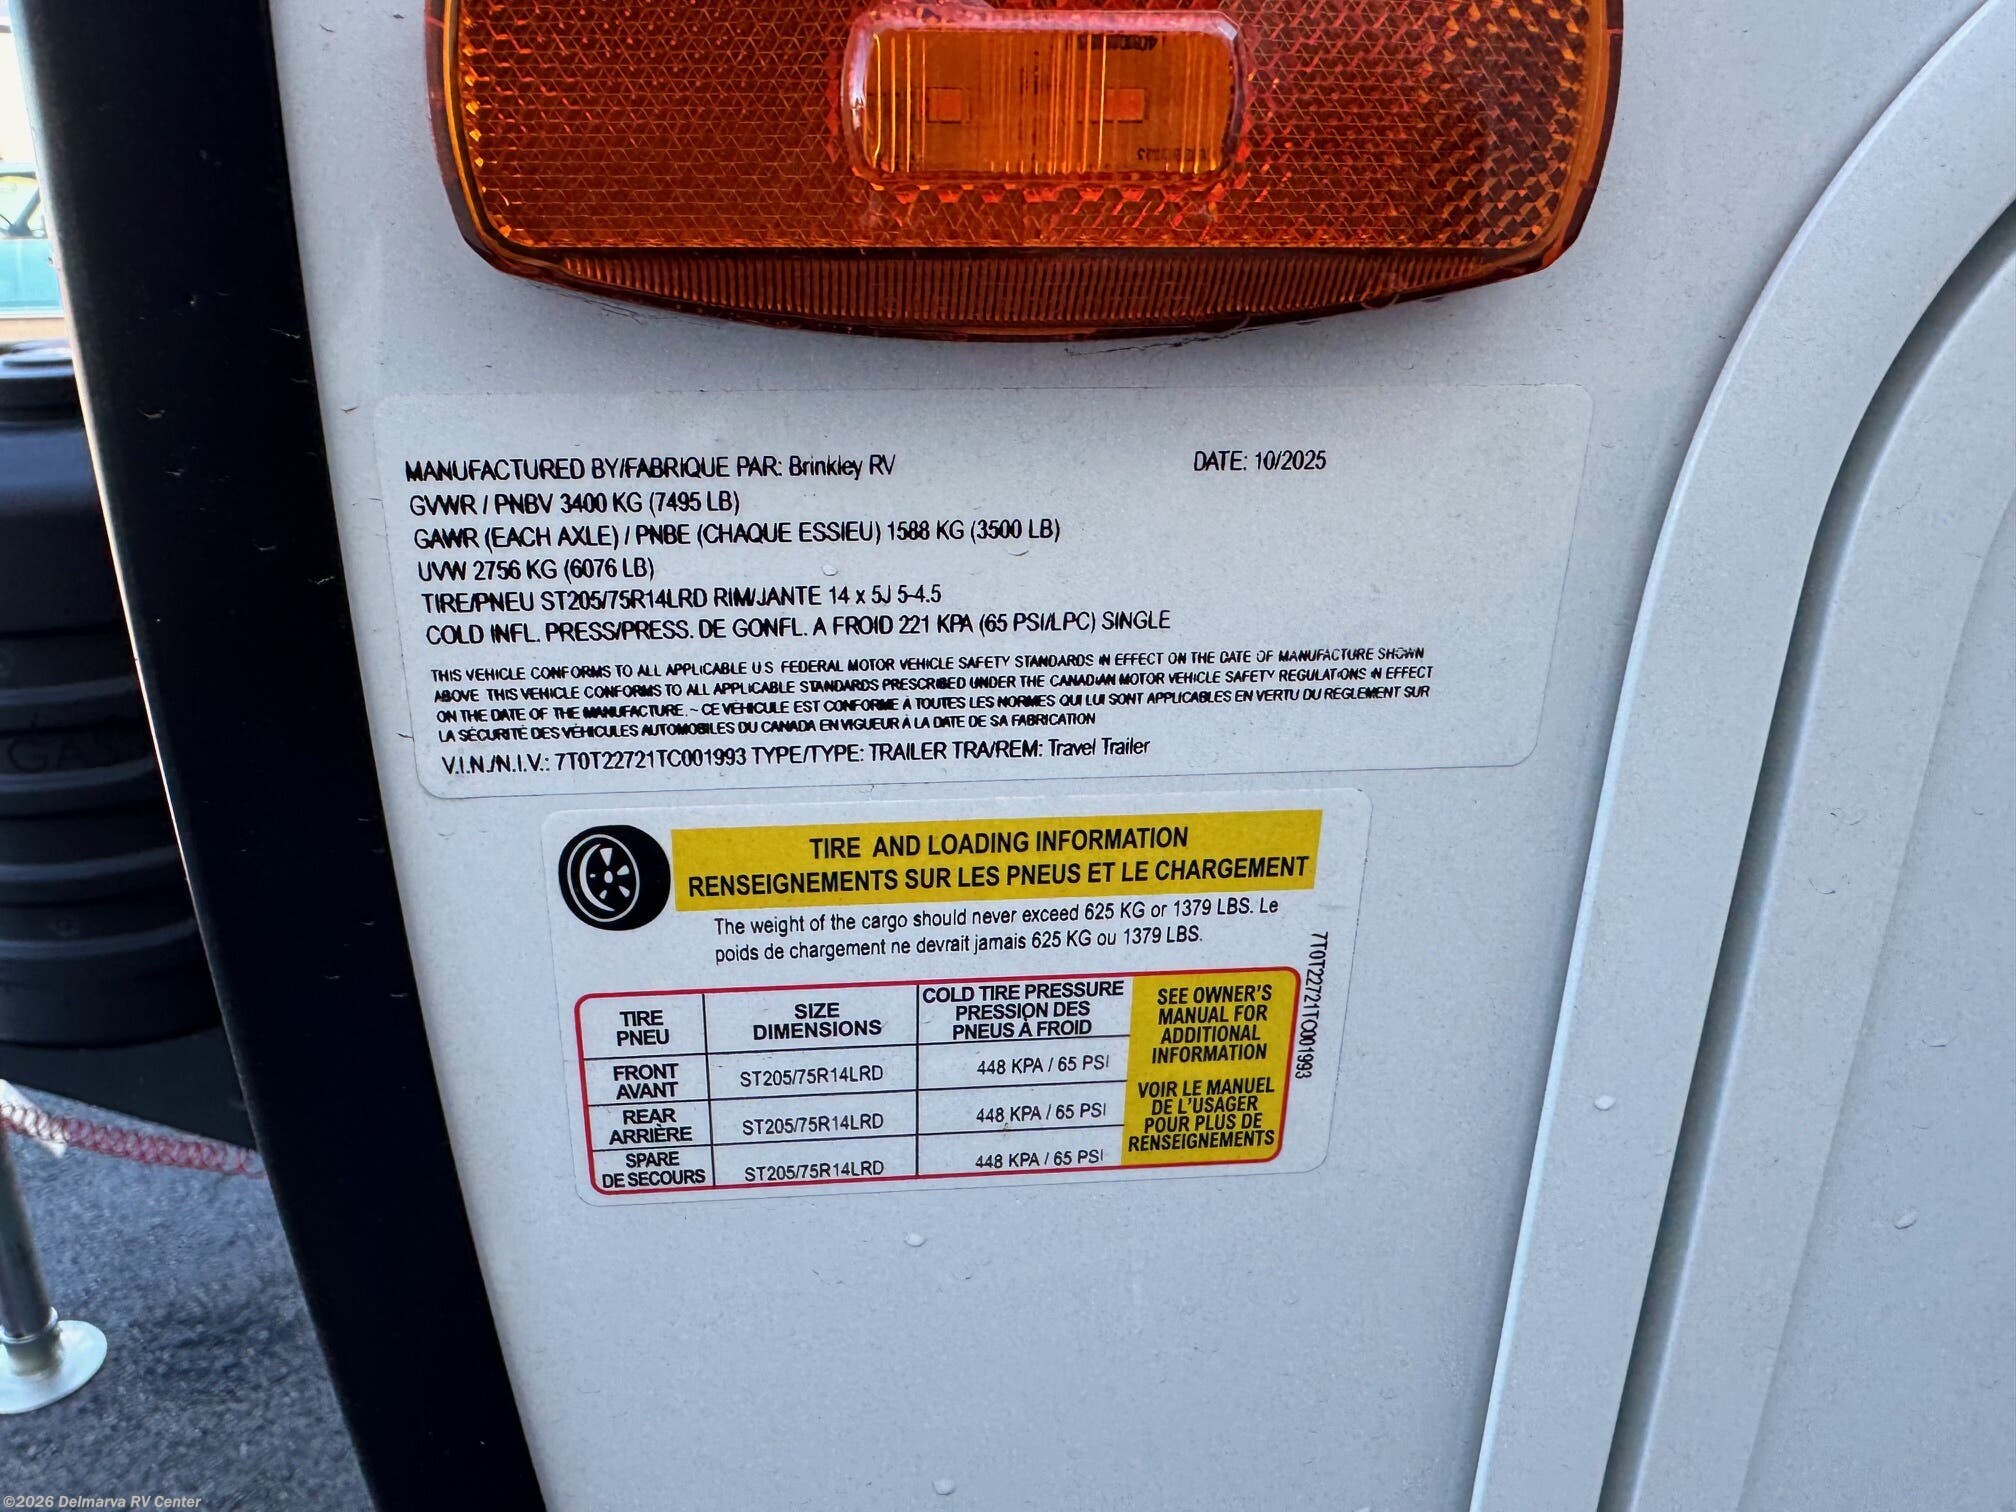 MANUFACTURED BY/FABRIQUE PAR: Brinkley RV DATE: 10/2025
GVWR / PNBV 3400 KG (7495 LB)
GAWR (EACH AXLE) / PNBE (CHAQUE ESSIEU) 1588 KG (3500 LB)
UVW 2756 KG (6076 LB)
TIRE/PNEU ST205/75R14LRD RIM/JANTE 14 x 5J 5-4.5
COLD INFL. PRESS/PRESS. DE GONFL. A FROID 221 KPA (65 PSI/LPC) SINGLE
THIS VEHICLE CONFORMS TO ALL APPLICABLE U.S. FEDERAL MOTOR VEHICLE SAFETY STANDARDS IN EFFECT ON THE DATE OF MANUFACTURE SHOWN
ABOVE THIS VEHICLE CONFORMS TO ALL APPLICABLE STANDARDS PRESCRIBED UNDER THE CANADIAN MOTOR VEHICLE SAFETY REGULATIONS IN EFFECT
ON THE DATE OF THE MANUFACTURE. ~ CE VÉHICULE EST CONFORME À TOUTES LES NORMES QUI LUI SONT APPLICABLES EN VERTU DU RÈGLEMENT SUR
LA SÉCURITÉ DES VÉHICULES AUTOMOBILES DU CANADA EN VIGUEUR À LA DATE DE SA FABRICATION
V.I.N./N.I.V.: 7T0T22721TC001993 TYPE/TYPE: TRAILER TRA/REM: Travel Trailer
TIRE AND LOADING INFORMATION
RENSEIGNEMENTS SUR LES PNEUS ET LE CHARGEMENT
The weight of the cargo should never exceed 625 KG or 1379 LBS. Le
poids de chargement ne devrait jamais 625 KG ou 1379 LBS.
TIRE
PNEU
SIZE
DIMENSIONS
COLD TIRE PRESSURE
PRESSION DES
PNEUS À FROID
FRONT
AVANT
ST205/75R14LRD
448 KPA / 65 PSI
REAR
ARRIÈRE
ST205/75R14LRD
448 KPA / 65 PSI
SPARE
DE SECOURS
ST205/75R14LRD
448 KPA / 65 PSI
SEE OWNER'S
MANUAL FOR
ADDITIONAL
INFORMATION
VOIR LE MANUEL
DE L'USAGER
POUR PLUS DE
RENSEIGNEMENTS
7T0T22721TC001993
GAS
©2026 Delmarva RV Center